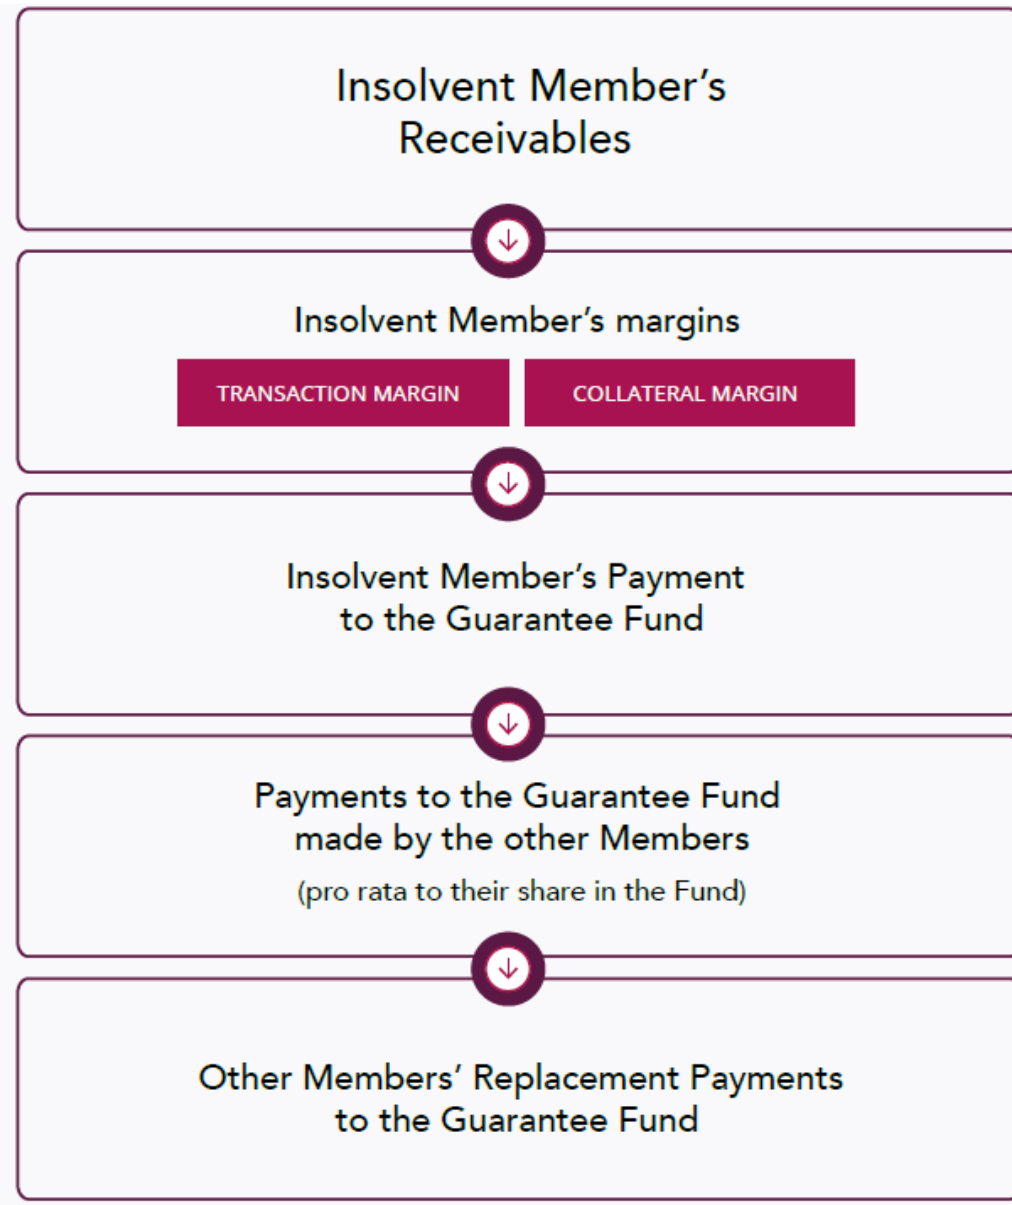 Insolvent Member’s
Receivables
Insolvent Member’s margins
TRANSACTION MARGIN
COLLATERAL MARGIN
Insolvent Member’s Payment
to the Guarantee Fund
Payments to the Guarantee Fund
made by the other Members
(pro rata to their share in the Fund)
Other Members’ Replacement Payments
to the Guarantee Fund